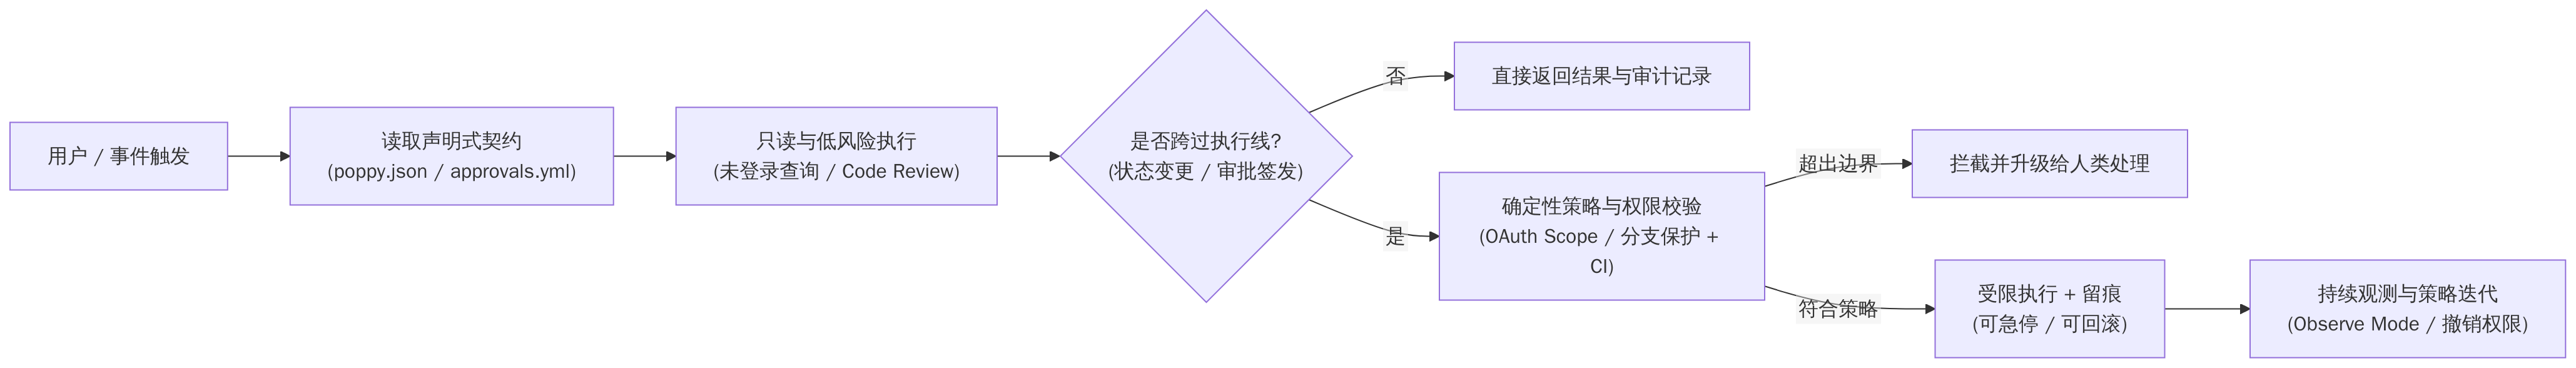 用户 / 事件触发
读取声明式契约
(poppy.json / approvals.yml)
只读与低风险执行
(未登录查询 / Code Review)
是否跨过执行线?
(状态变更 / 审批签发)
否
直接返回结果与审计记录
是
确定性策略与权限校验
(OAuth Scope / 分支保护 +
CI)
超出边界
拦截并升级给人类处理
符合策略
受限执行 + 留痕
(可急停 / 可回滚)
持续观测与策略迭代
(Observe Mode / 撤销权限)